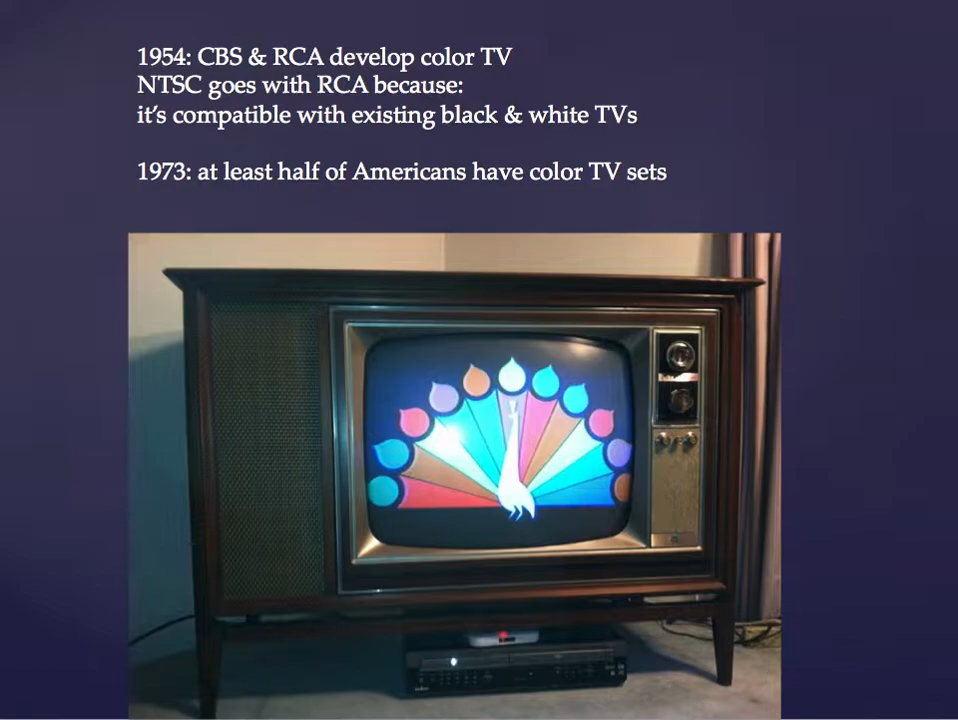 1954: CBS & RCA develop color TV
NTSC goes with RCA because:
it's compatible with existing black & white TVs
1973: at least half of Americans have color TV sets